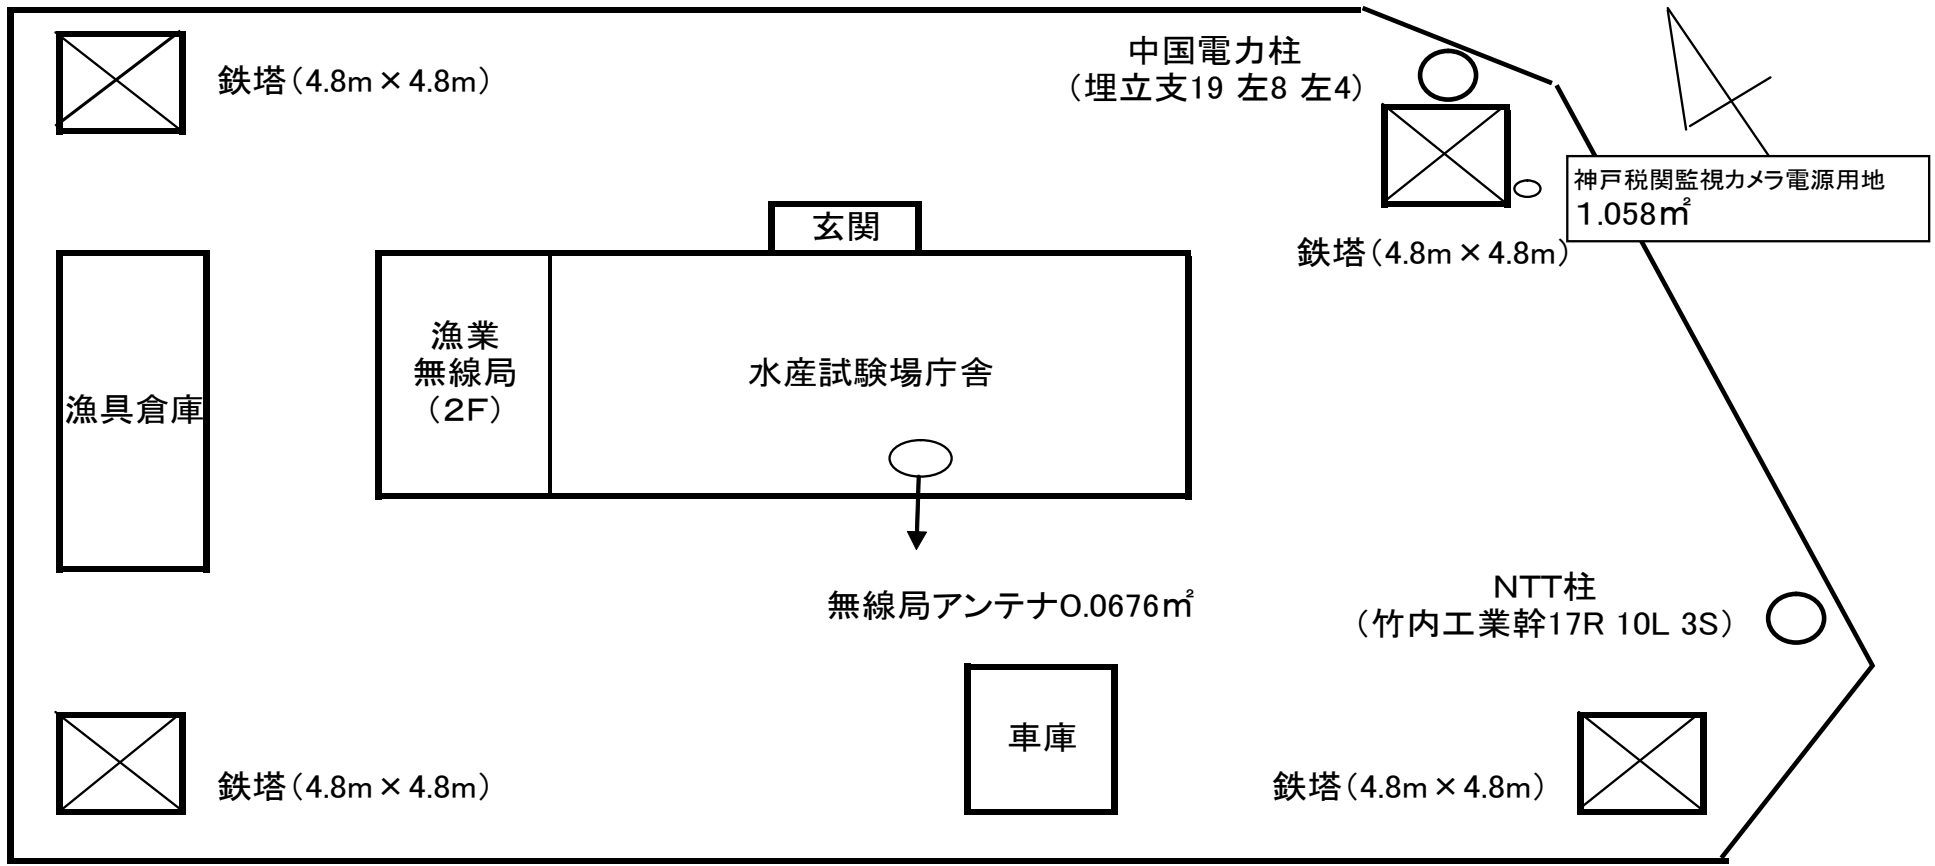 中国電力柱
（埋立支19 左8 左4）
鉄塔（4.8m×4.8m）
神戸税関監視カメラ電源用地
1.058㎡
玄関
鉄塔（4.8m×4.8m）
漁業
無線局
（2F）
水産試験場庁舎
漁具倉庫
無線局アンテナ0.0676㎡
NTT柱
（竹内工業幹17R 10L 3S）
車庫
鉄塔（4.8m×4.8m）
鉄塔（4.8m×4.8m）